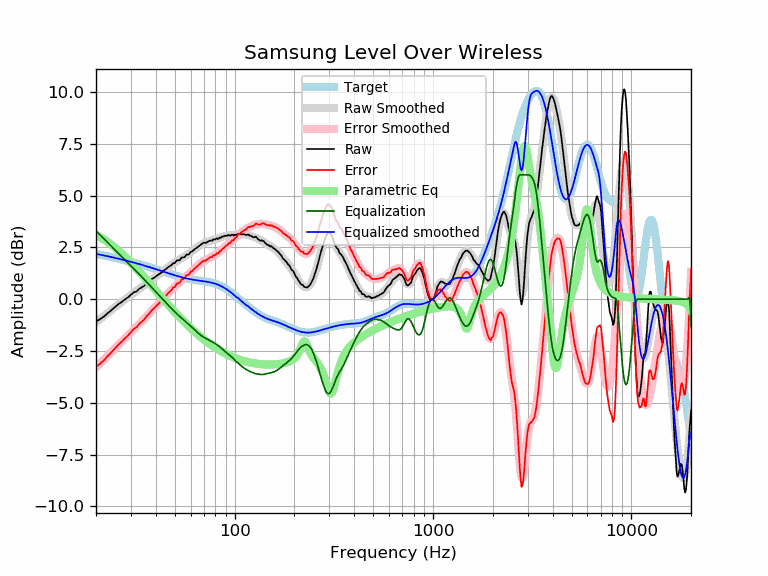 Samsung Level Over Wireless
Target
Raw Smoothed
Error Smoothed
Raw
Error
Parametric Eq
Equalization
Equalized smoothed
10.0
7.5
5.0
2.5
0.0
−2.5
−5.0
−7.5
−10.0
Amplitude (dBr)
100 1000 10000
Frequency (Hz)